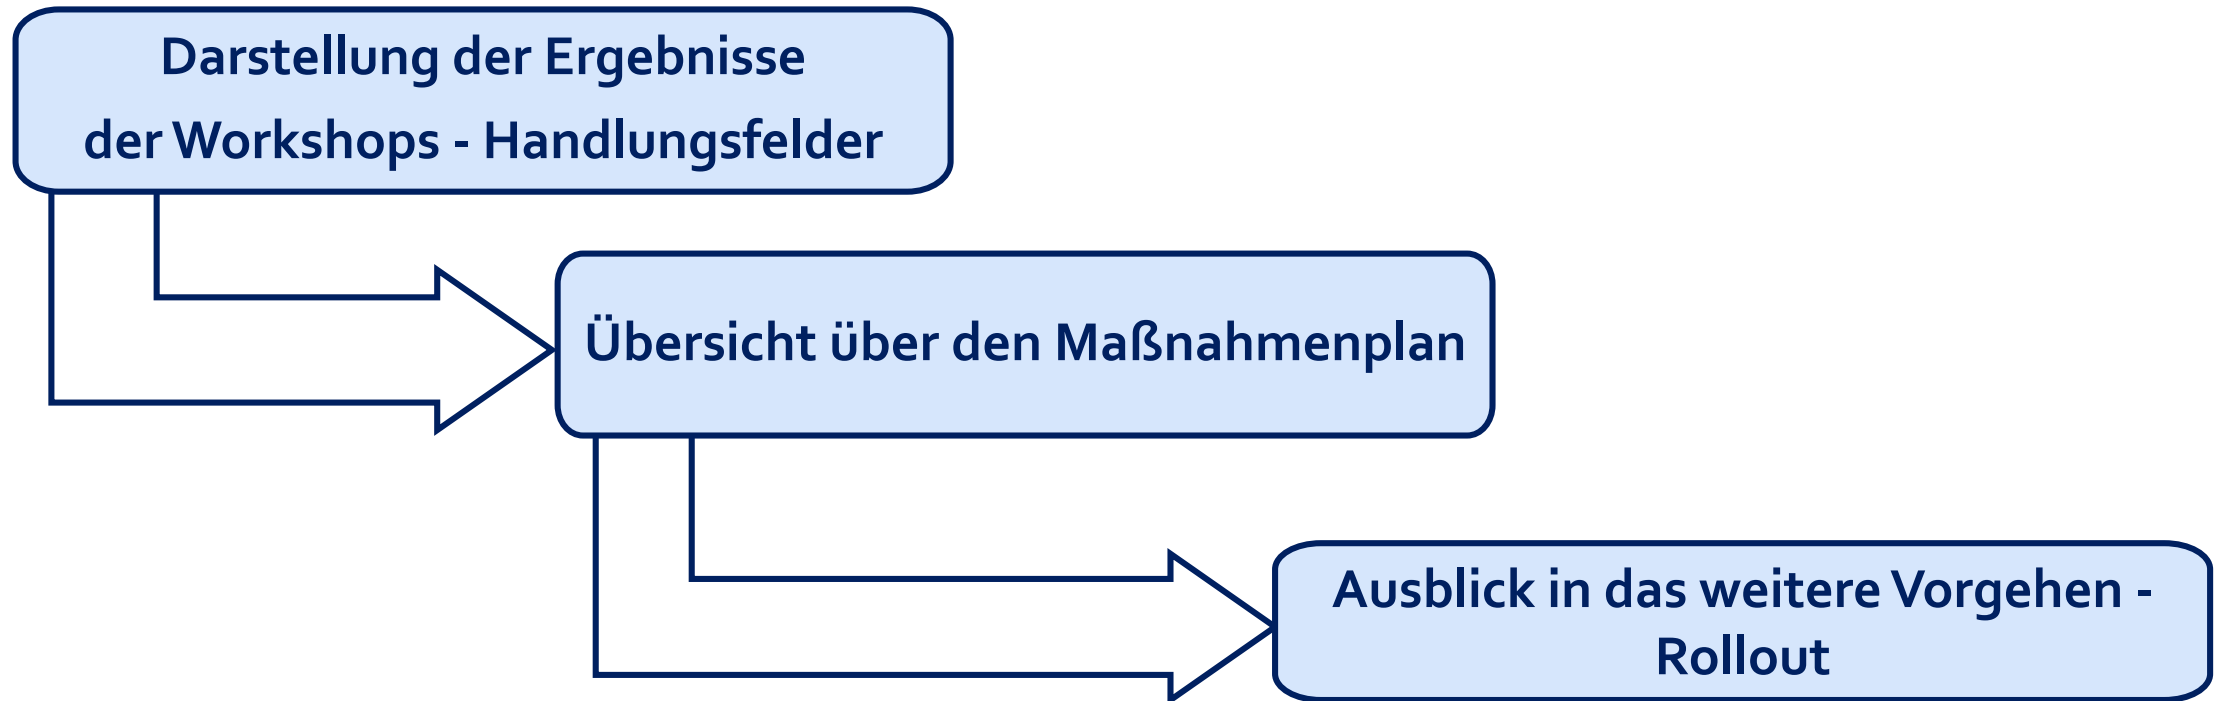 Darstellung der Ergebnisse
der Workshops - Handlungsfelder
Übersicht über den Maßnahmenplan
Ausblick in das weitere Vorgehen -
Rollout